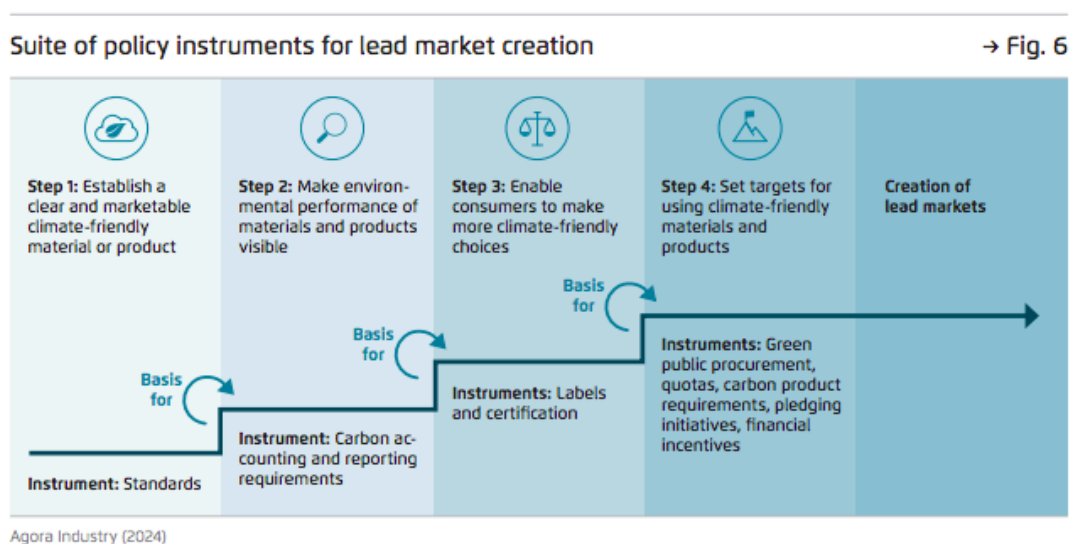 Suite of policy instruments for lead market creation
→ Fig. 6
Step 1: Establish a
clear and marketable
climate-friendly
material or product
Step 2: Make environ-
mental performance of
materials and products
visible
Step 3: Enable
consumers to make
more climate-friendly
choices
Step 4: Set targets for
using climate-friendly
materials and
products
Creation of
lead markets
Basis
for
Basis
for
Basis
for
Instrument: Standards
Instrument: Carbon ac-
counting and reporting
requirements
Instruments: Labels
and certification
Instruments: Green
public procurement,
quotas, carbon product
requirements, pledging
initiatives, financial
incentives
Agora Industry (2024)